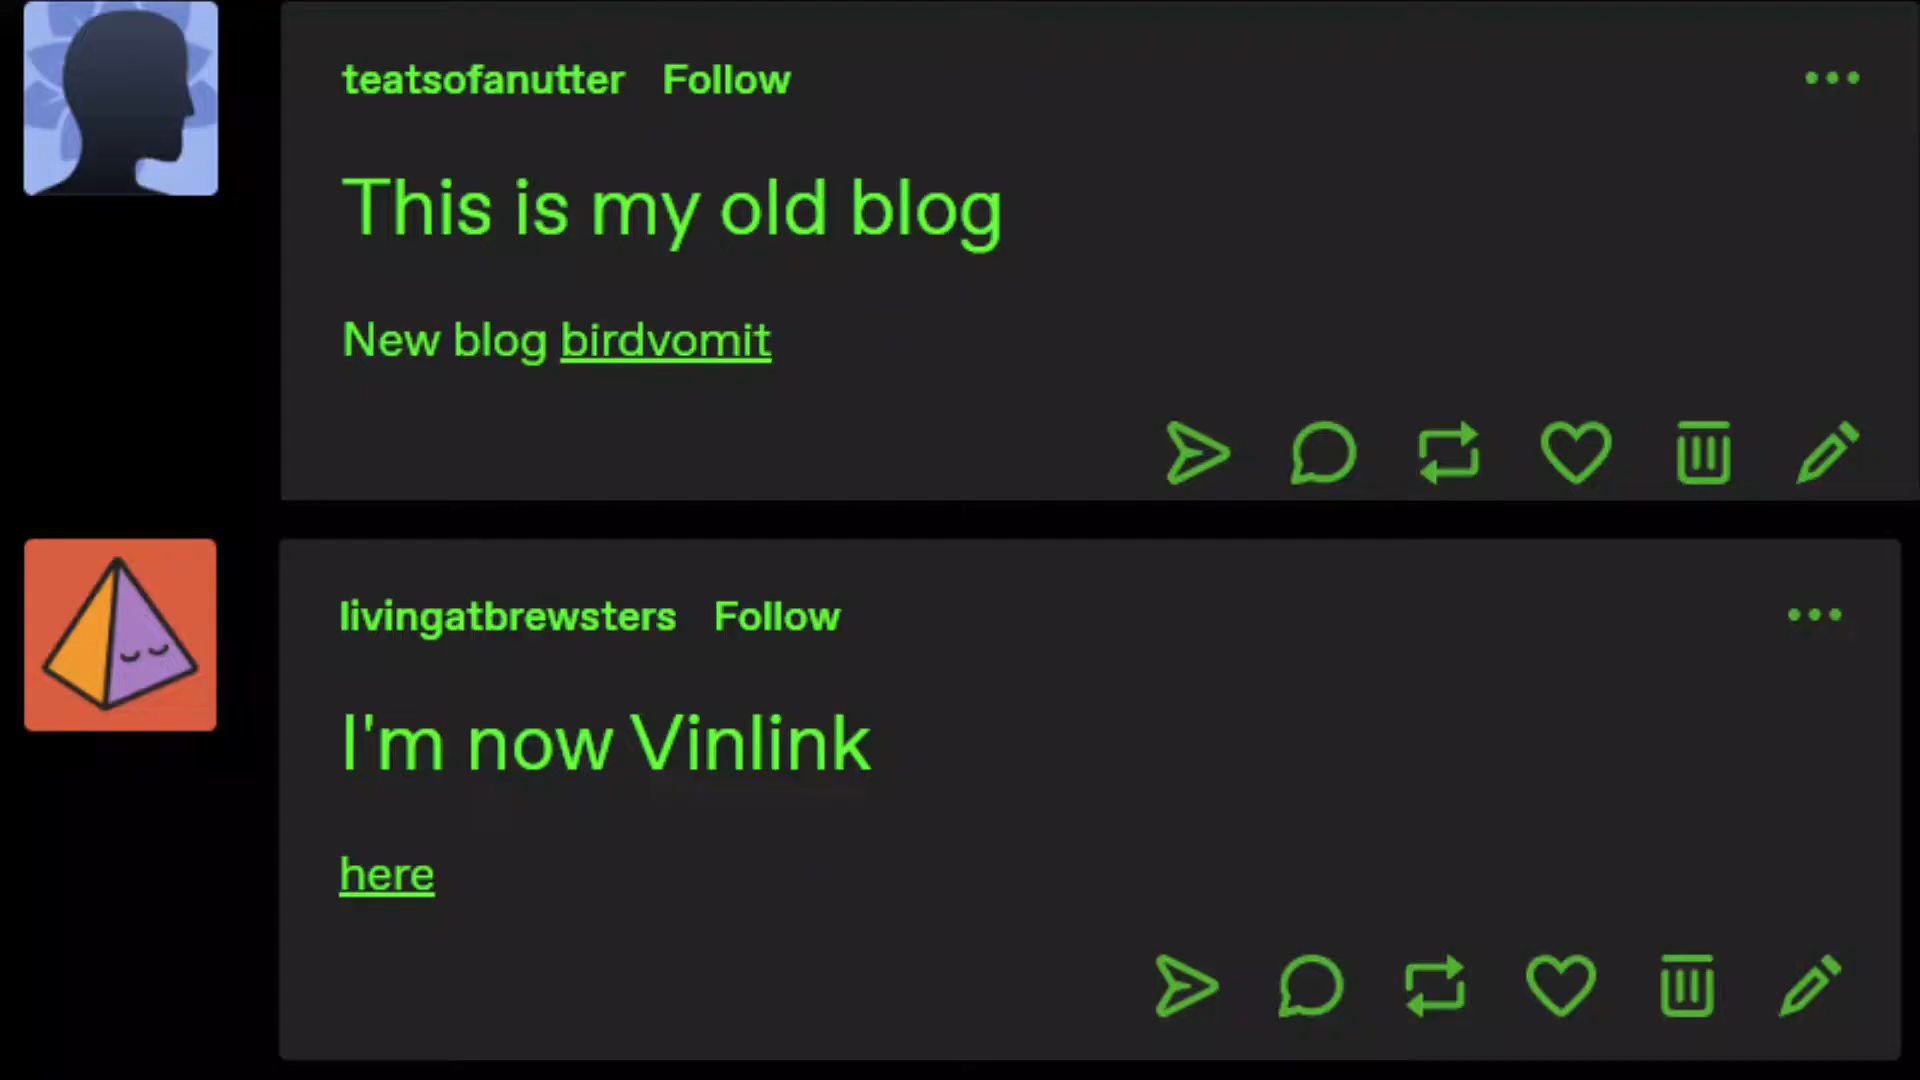 teatsofanutter Follow
This is my old blog
New blog birdvomit
livingatbrewsters Follow
I'm now Vinlink
here